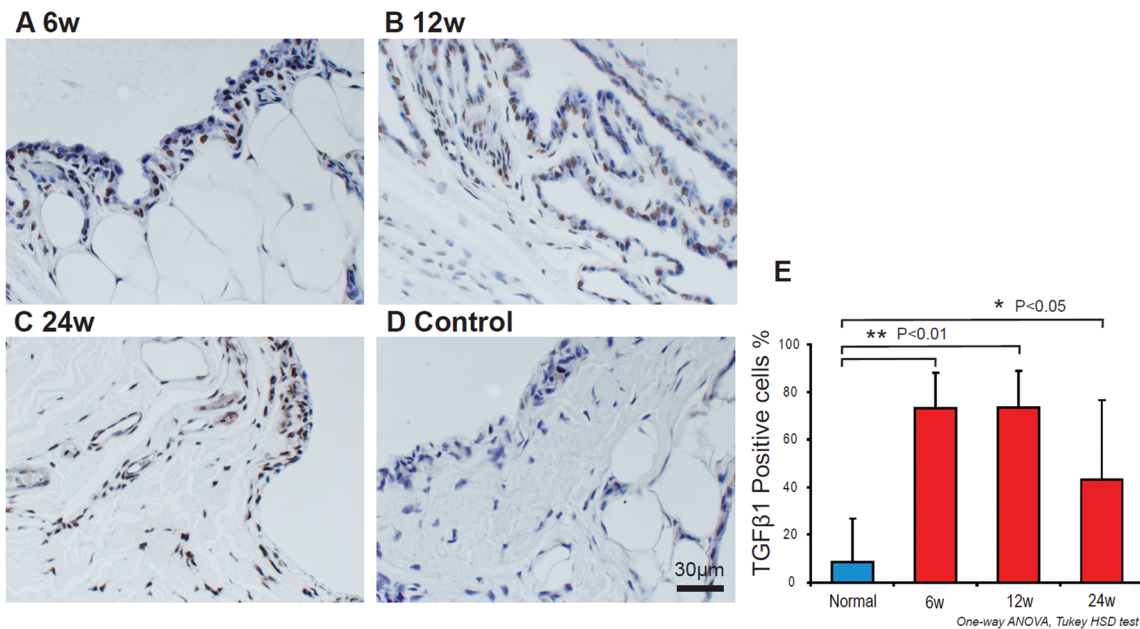 A 6w
B 12w
C 24w
D Control
30μm
E
* P<0.05
** P<0.01
TGFβ1 Positive cells %
100
80
60
40
20
0
Normal
6w
12w
24w
One-way ANOVA, Tukey HSD test